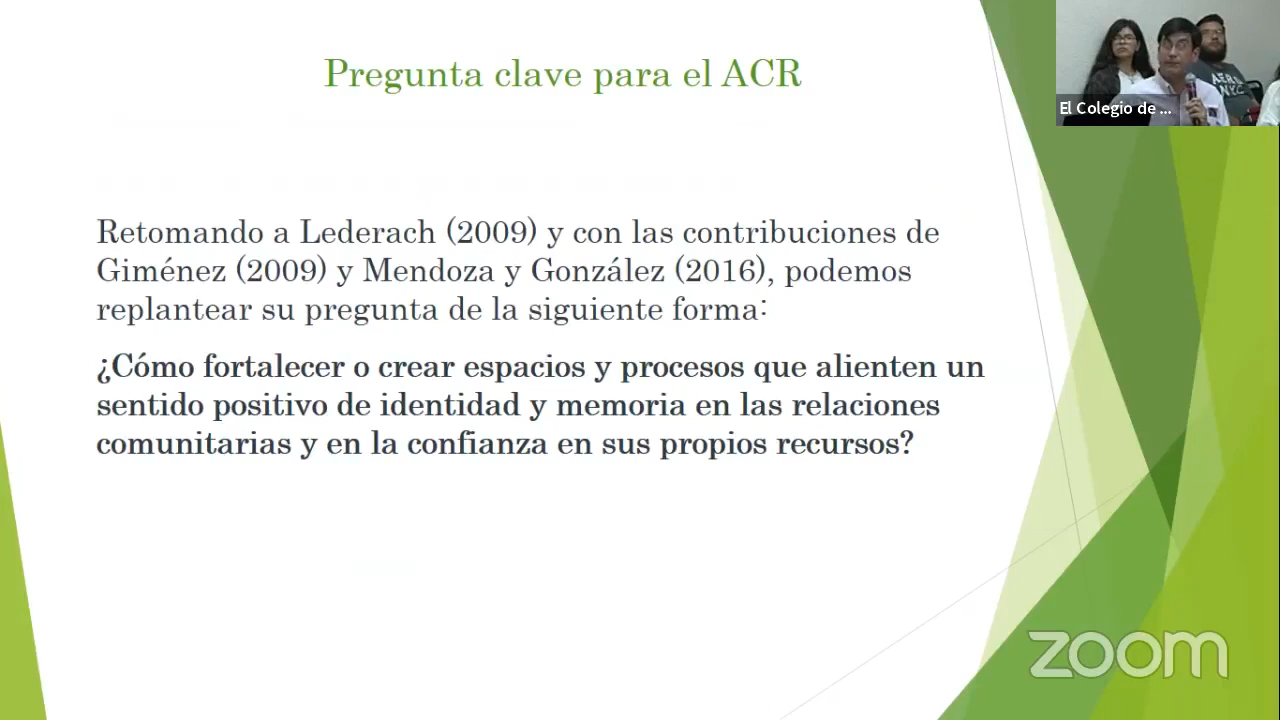 Pregunta clave para el ACR
Retomando a Lederach (2009) y con las contribuciones de
Giménez (2009) y Mendoza y González (2016), podemos
replantear su pregunta de la siguiente forma:
¿Cómo fortalecer o crear espacios y procesos que alienten un
sentido positivo de identidad y memoria en las relaciones
comunitarias y en la confianza en sus propios recursos?
El Colegio de ...
AERO
NYC
zoom